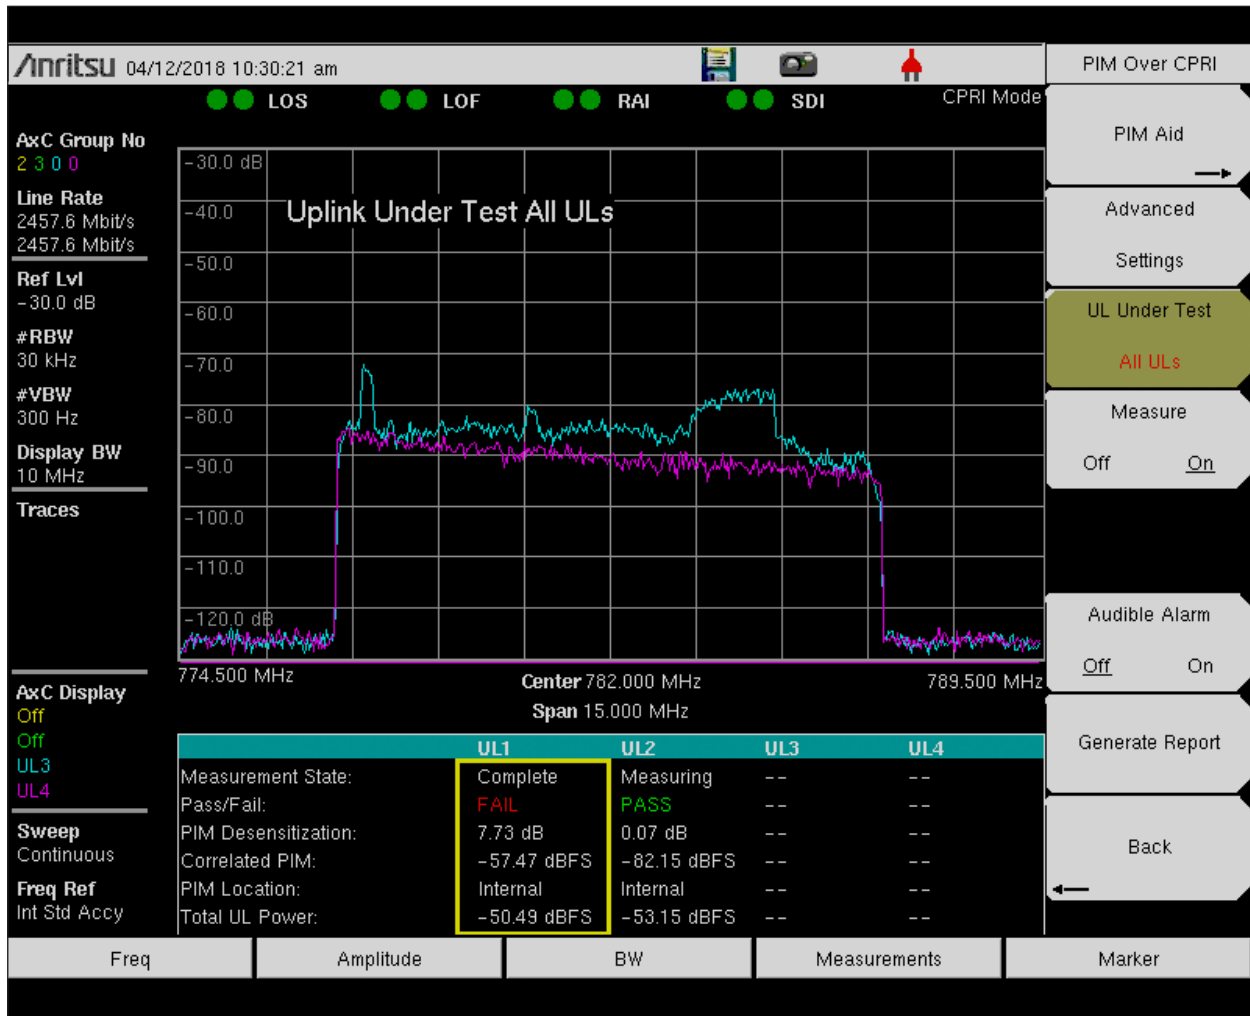 Anritsu 04/12/2018 10:30:21 am
PIM Over CPRI
LOS LOF RAI SDI CPRI Mode
AxC Group No
2 3 0 0
Line Rate
2457.6 Mbit/s
2457.6 Mbit/s
Ref Lvl
-30.0 dB
#RBW
30 kHz
#VBW
300 Hz
Display BW
10 MHz
Traces
AxC Display
Off
Off
UL3
UL4
Sweep
Continuous
Freq Ref
Int Std Accy
-30.0 dB
Uplink Under Test All ULs
-40.0
-50.0
-60.0
-70.0
-80.0
-90.0
-100.0
-110.0
-120.0 dB
774.500 MHz Center 782.000 MHz 789.500 MHz
Span 15.000 MHz
UL1 UL2 UL3 UL4
Measurement State: Complete Measuring -- --
Pass/Fail: FAIL PASS -- --
PIM Desensitization: 7.73 dB 0.07 dB -- --
Correlated PIM: -57.47 dBFS -82.15 dBFS -- --
PIM Location: Internal Internal -- --
Total UL Power: -50.49 dBFS -53.15 dBFS -- --
PIM Aid
Advanced
Settings
UL Under Test
All ULs
Measure
Off On
Audible Alarm
Off On
Generate Report
Back
Freq Amplitude BW Measurements Marker